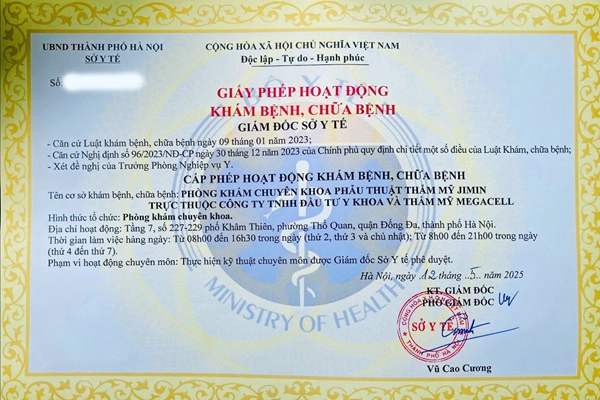 UBND THÀNH PHỐ HÀ NỘI
SỞ Y TẾ
CỘNG HÒA XÃ HỘI CHỦ NGHĨA VIỆT NAM
Độc lập - Tự do - Hạnh phúc
Số:
GIẤY PHÉP HOẠT ĐỘNG
KHÁM BỆNH, CHỮA BỆNH
GIÁM ĐỐC SỞ Y TẾ
- Căn cứ Luật khám bệnh, chữa bệnh ngày 09 tháng 01 năm 2023;
- Căn cứ Nghị định số 96/2023/NĐ-CP ngày 30 tháng 12 năm 2023 của Chính phủ quy định chi tiết một số điều của Luật Khám, chữa bệnh;
- Xét đề nghị của Trưởng Phòng Nghiệp vụ Y.
CẤP PHÉP HOẠT ĐỘNG KHÁM BỆNH, CHỮA BỆNH
Tên cơ sở khám bệnh, chữa bệnh: PHÒNG KHÁM CHUYÊN KHOA PHẪU THUẬT THẨM MỸ JIMIN
TRỰC THUỘC CÔNG TY TNHH ĐẦU TƯ Y KHOA VÀ THẨM MỸ MEGACELL
Hình thức tổ chức: Phòng khám chuyên khoa.
Địa chỉ hoạt động: Tầng 7, số 227-229 phố Khâm Thiên, phường Thổ Quan, quận Đống Đa, thành phố Hà Nội.
Thời gian làm việc hàng ngày: Từ 08h00 đến 16h30 trong ngày (thứ 2, thứ 3 và chủ nhật); Từ 8h00 đến 21h00 trong ngày
(thứ 4 đến thứ 7).
Phạm vi hoạt động chuyên môn: Thực hiện kỹ thuật chuyên môn được Giám đốc Sở Y tế phê duyệt.
Hà Nội, ngày 12 tháng 5 năm 2025
KT. GIÁM ĐỐC
PHÓ GIÁM ĐỐC
SỞ Y TẾ
THÀNH PHỐ HÀ NỘI
Vũ Cao Cương
BỘ Y TẾ
MINISTRY OF HEALTH